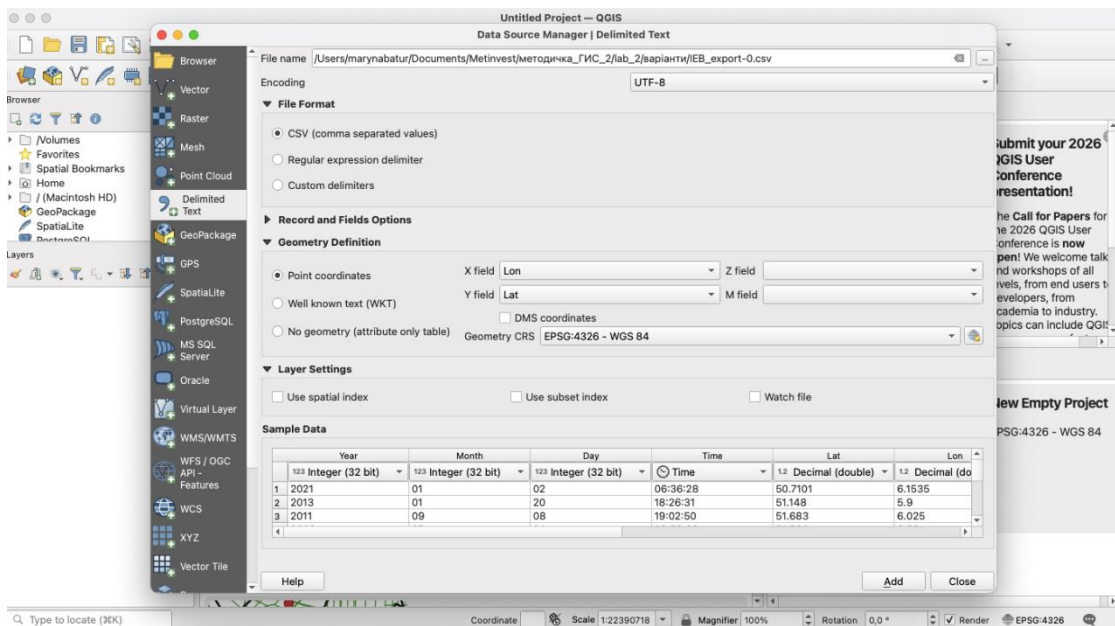 Untitled Project — QGIS
Data Source Manager | Delimited Text
Browser
/Volumes
Favorites
Spatial Bookmarks
Home
/ (Macintosh HD)
GeoPackage
SpatiaLite
PostgreSQL
Layers
Browser
Vector
Raster
Mesh
Point Cloud
Delimited
Text
GeoPackage
GPS
SpatiaLite
PostgreSQL
MS SQL
Server
Oracle
Virtual Layer
WMS/WMTS
WFS / OGC
API -
Features
WCS
XYZ
Vector Tile
File name /Users/marynabatur/Documents/Metinvest/методичка_ГИС_2/lab_2/варіанти/IEB_export-0.csv ...
Encoding UTF-8
File Format
CSV (comma separated values)
Regular expression delimiter
Custom delimiters
Record and Fields Options
Geometry Definition
Point coordinates X field Lon Z field
Y field Lat M field
Well known text (WKT)
DMS coordinates
No geometry (attribute only table) Geometry CRS EPSG:4326 - WGS 84
Layer Settings
Use spatial index Use subset index Watch file
Sample Data
Year Month Day Time Lat Lon
123 Integer (32 bit) 123 Integer (32 bit) 123 Integer (32 bit) Time 1.2 Decimal (double) 1.2 Decimal (do
1 2021 01 02 06:36:28 50.7101 6.1535
2 2013 01 20 18:26:31 51.148 5.9
3 2011 09 08 19:02:50 51.683 6.025
Help Add Close
ubmit your 2026
QGIS User
Conference
resentation!
he Call for Papers for
he 2026 QGIS User
onference is now
pen! We welcome talk
nd workshops of all
evels, from end users t
evelopers, from
cademia to industry.
opics can include QGIS
New Empty Project
EPSG:4326 - WGS 84
Type to locate (⌘K) Coordinate Scale 1:22390718 Magnifier 100% Rotation 0,0 ° Render EPSG:4326